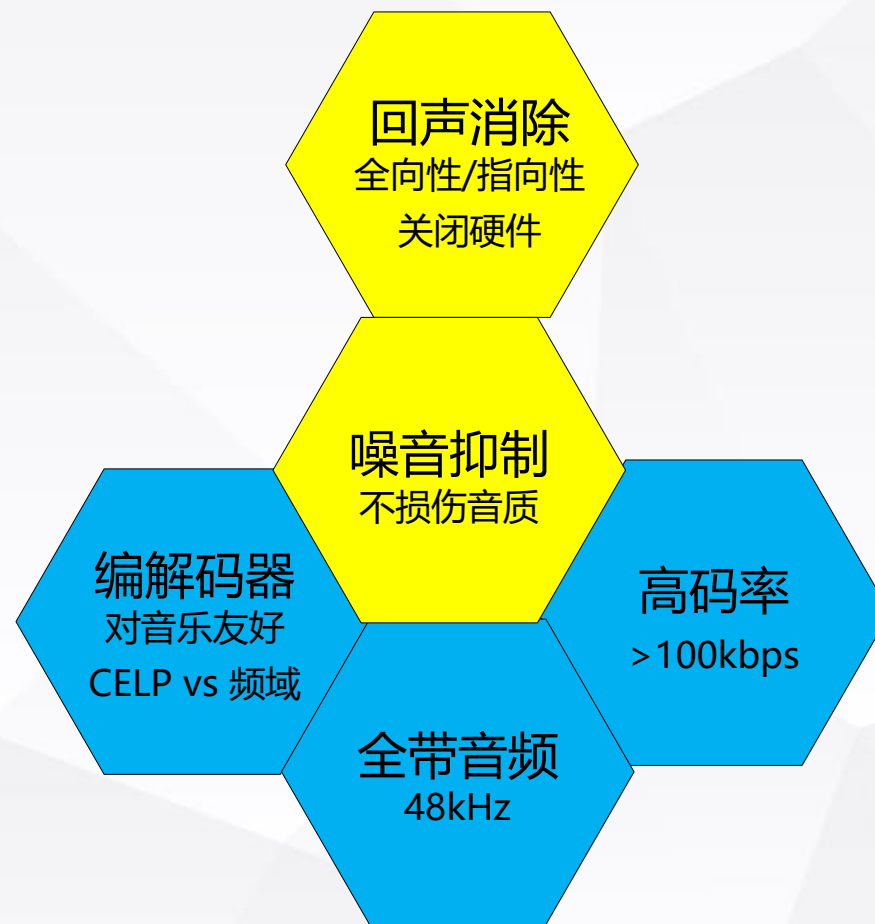 回声消除
全向性/指向性
关闭硬件
噪音抑制
不损伤音质
编解码器
对音乐友好
CELP vs 频域
高码率
>100kbps
全带音频
48kHz